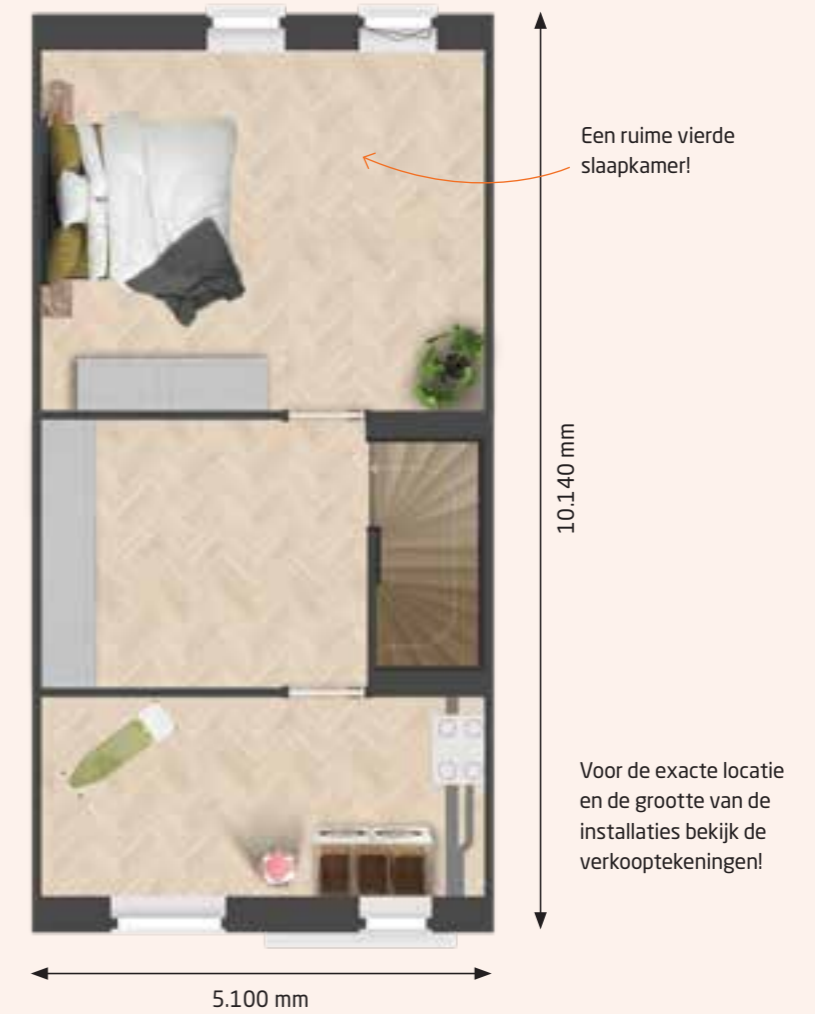 Een ruime vierde
slaapkamer!
10.140 mm
Voor de exacte locatie
en de grootte van de
installaties bekijk de
verkooptekeningen!
5.100 mm